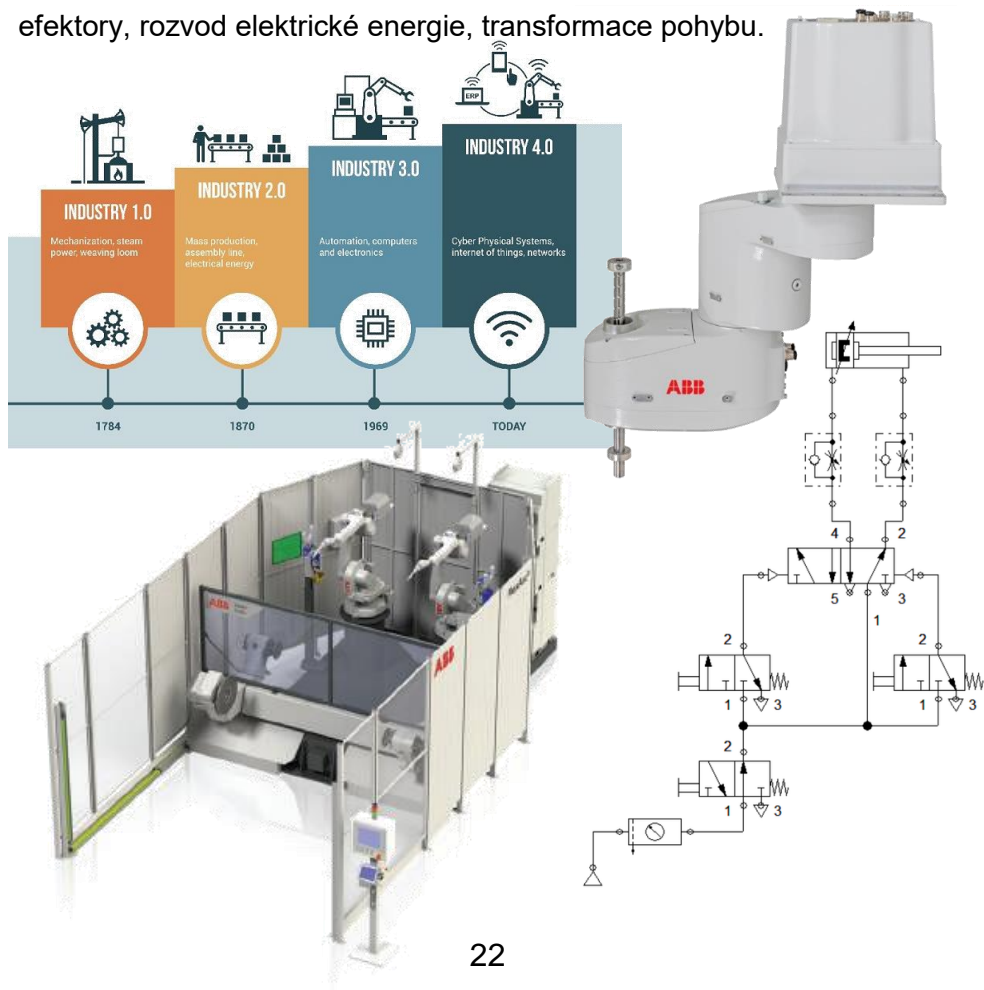 efektory, rozvod elektrické energie, transformace pohybu.
ERP
INDUSTRY 1.0
Mechanization, steam
power, weaving loom
INDUSTRY 2.0
Mass production,
assembly line,
electrical energy
INDUSTRY 3.0
Automation, computers
and electronics
INDUSTRY 4.0
Cyber Physical Systems,
internet of things, networks
1784
1870
1969
TODAY
ABB
4
2
5
3
1
2
2
1
3
1
3
2
1
3
ABB
ABB
22